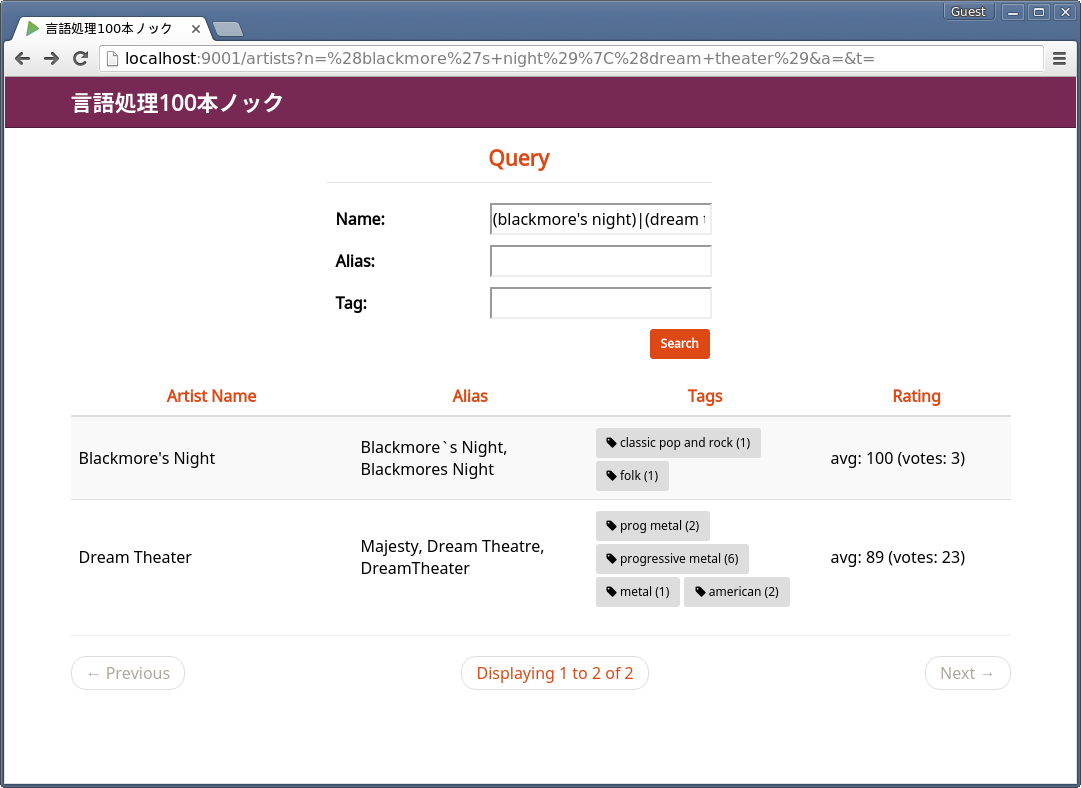 Guest
言語処理100本ノック
localhost:9001/artists?n=%28blackmore%27s+night%29%7C%28dream+theater%29&a=&t=
言語処理100本ノック
Query
Name: (blackmore's night)|(dream
Alias:
Tag:
Search
Artist Name Alias Tags Rating
Blackmore's Night
Blackmore`s Night,
Blackmores Night
classic pop and rock (1)
folk (1)
avg: 100 (votes: 3)
Dream Theater
Majesty, Dream Theatre,
DreamTheater
prog metal (2)
progressive metal (6)
metal (1) american (2)
avg: 89 (votes: 23)
← Previous Displaying 1 to 2 of 2 Next →